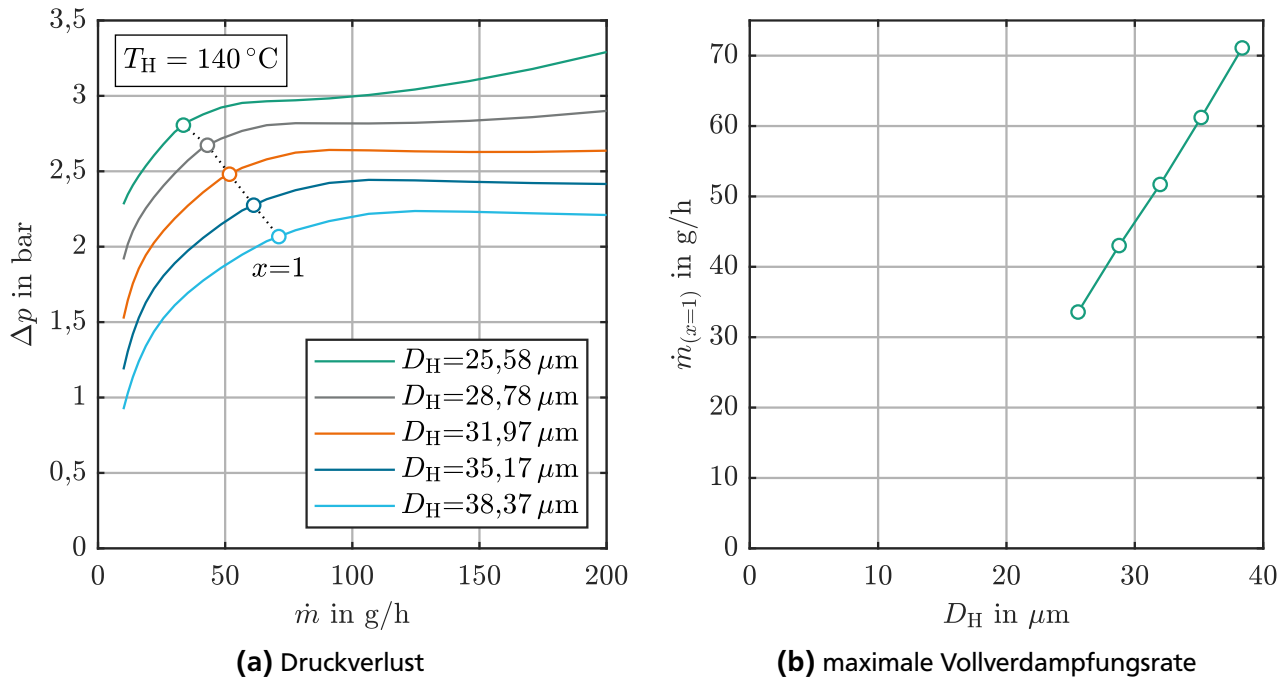 3,5
3
2,5
2
1,5
1
0,5
0
Δp in bar
T_H = 140 °C
x=1
D_H=25,58 μm
D_H=28,78 μm
D_H=31,97 μm
D_H=35,17 μm
D_H=38,37 μm
0 50 100 150 200
ṁ in g/h
(a) Druckverlust
70
60
50
40
30
20
10
0
ṁ_(x=1) in g/h
0 10 20 30 40
D_H in μm
(b) maximale Vollverdampfungsrate